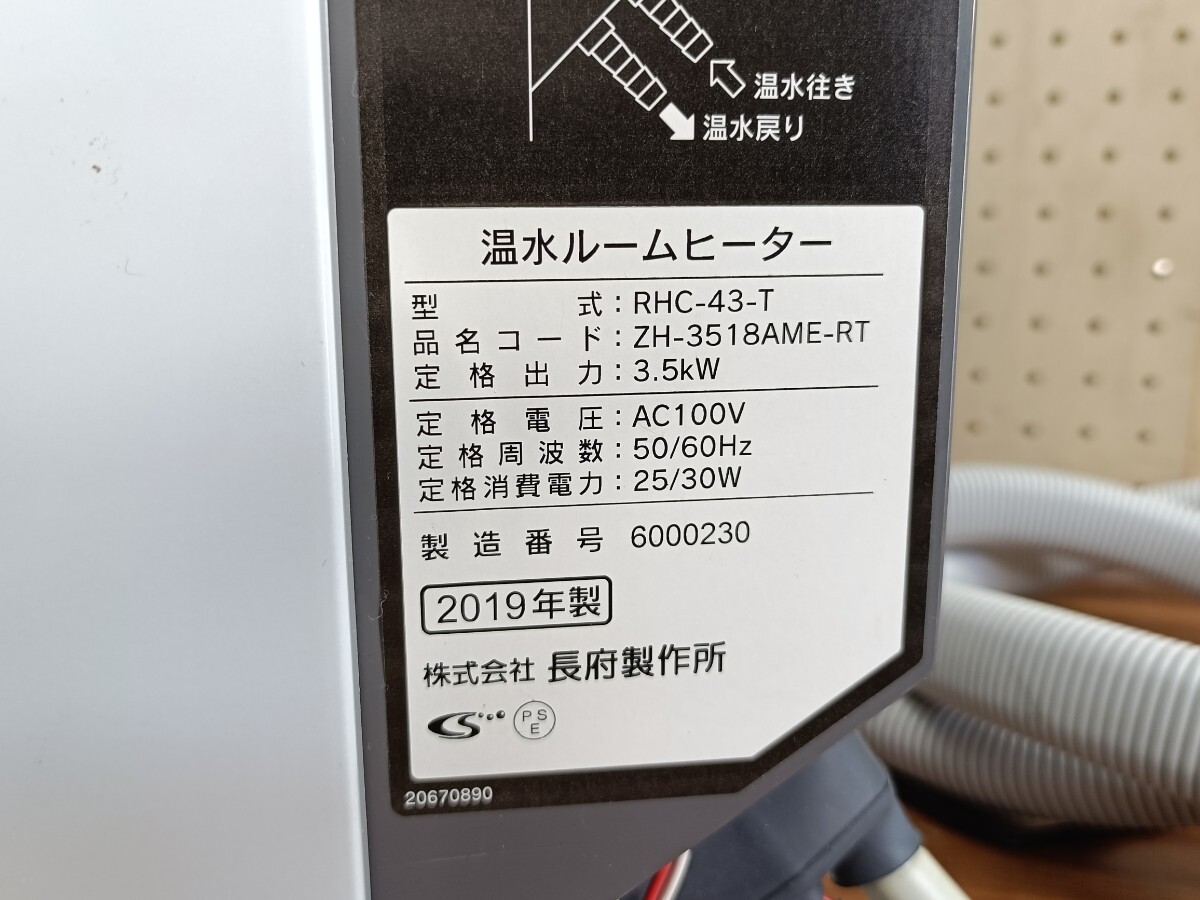 温水往き
温水戻り
温水ルームヒーター
型式：RHC-43-T
品名コード：ZH-3518AME-RT
定格出力：3.5kW
定格電圧：AC100V
定格周波数：50/60Hz
定格消費電力：25/30W
製造番号 6000230
2019年製
株式会社 長府製作所
PSE
20670890